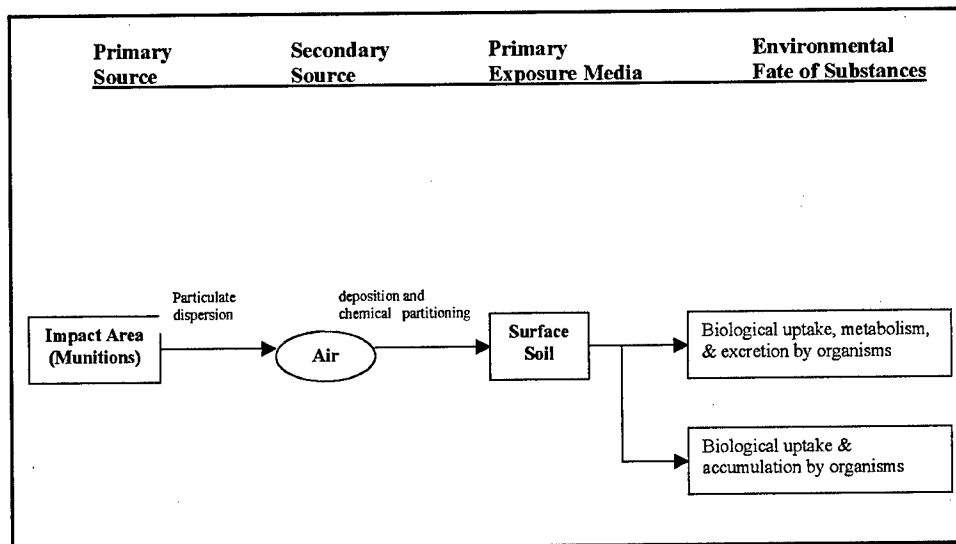 Primary
Source
Secondary
Source
Primary
Exposure Media
Environmental
Fate of Substances
Particulate
dispersion
deposition and
chemical partitioning
Impact Area
(Munitions)
Air
Surface
Soil
Biological uptake, metabolism,
& excretion by organisms
Biological uptake &
accumulation by organisms